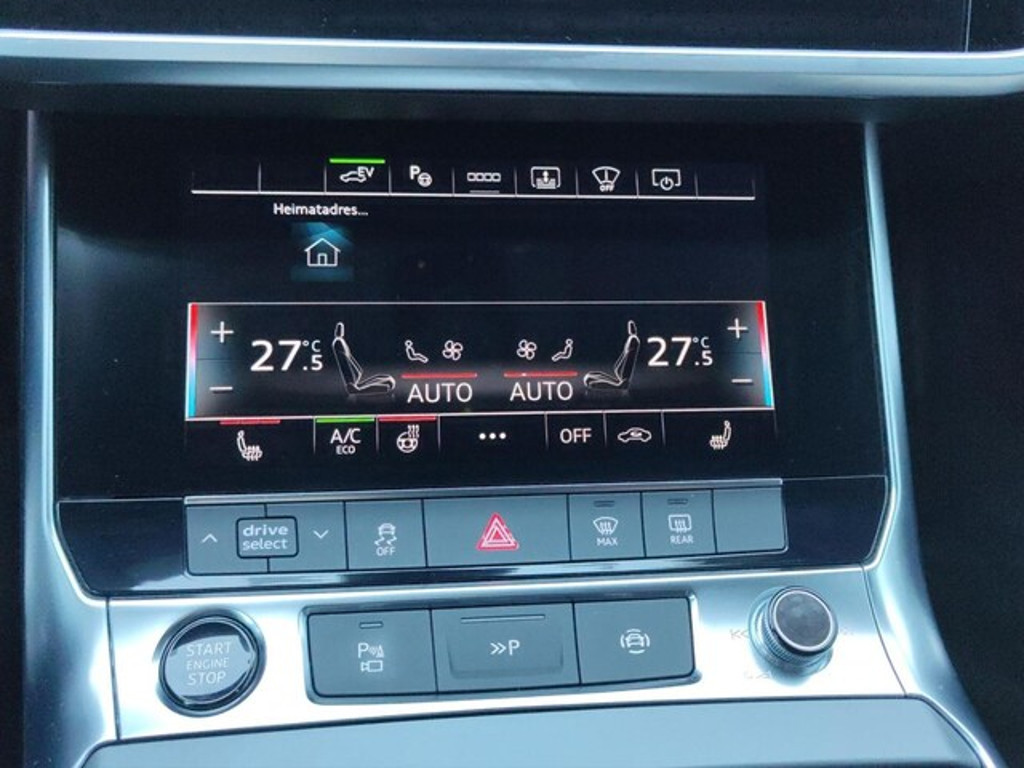 EV
P
OFF
Heimatadres...
+
+
27.5 °C
27.5 °C
−
−
AUTO
AUTO
A/C
ECO
...
OFF
drive
select
OFF
MAX
REAR
START
ENGINE
STOP
P
>>P